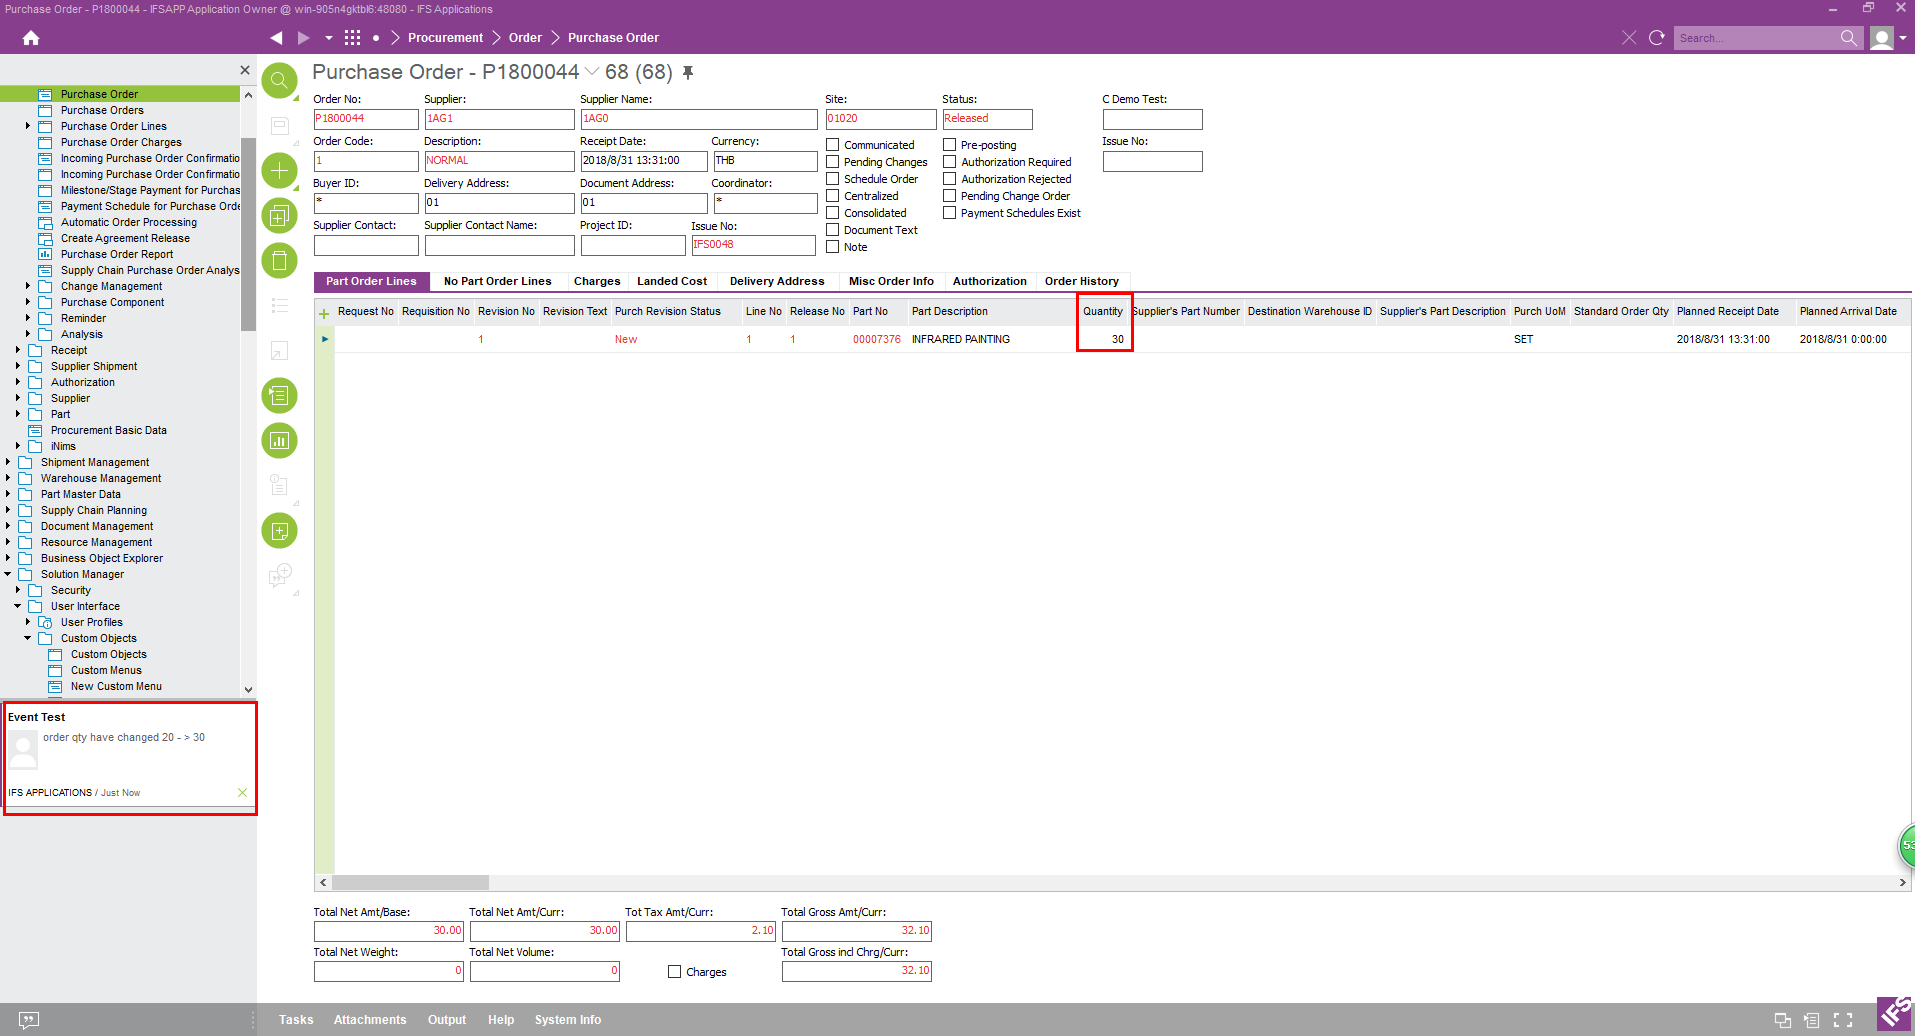 Purchase Order - P1800044 - IFSAPP Application Owner @ win-905n4gktbl6:48080 - IFS Applications
Procurement
Order
Purchase Order
Search...
Purchase Order
Purchase Orders
Purchase Order Lines
Purchase Order Charges
Incoming Purchase Order Confirmatio
Incoming Purchase Order Confirmatio
Milestone/Stage Payment for Purchas
Payment Schedule for Purchase Orde
Automatic Order Processing
Create Agreement Release
Purchase Order Report
Supply Chain Purchase Order Analys
Change Management
Purchase Component
Reminder
Analysis
Receipt
Supplier Shipment
Authorization
Supplier
Part
Procurement Basic Data
iNims
Shipment Management
Warehouse Management
Part Master Data
Supply Chain Planning
Document Management
Resource Management
Business Object Explorer
Solution Manager
Security
User Interface
User Profiles
Custom Objects
Custom Objects
Custom Menus
New Custom Menu
Event Test
order qty have changed 20 - > 30
IFS APPLICATIONS / Just Now
Purchase Order - P1800044 68 (68)
Order No: Supplier: Supplier Name: Site: Status: C Demo Test:
P1800044 1AG1 1AG0 01020 Released
Order Code: Description: Receipt Date: Currency: Communicated Pre-posting Issue No:
1 NORMAL 2018/8/31 13:31:00 THB Pending Changes Authorization Required
Buyer ID: Delivery Address: Document Address: Coordinator: Schedule Order Authorization Rejected
* 01 01 * Centralized Pending Change Order
Consolidated Payment Schedules Exist
Supplier Contact: Supplier Contact Name: Project ID: Issue No: Document Text
IFS0048 Note
Part Order Lines No Part Order Lines Charges Landed Cost Delivery Address Misc Order Info Authorization Order History
Request No Requisition No Revision No Revision Text Purch Revision Status Line No Release No Part No Part Description Quantity Supplier's Part Number Destination Warehouse ID Supplier's Part Description Purch UoM Standard Order Qty Planned Receipt Date Planned Arrival Date
1 New 1 1 00007376 INFRARED PAINTING 30 SET 2018/8/31 13:31:00 2018/8/31 0:00:00
53
Total Net Amt/Base: Total Net Amt/Curr: Tot Tax Amt/Curr: Total Gross Amt/Curr:
30.00 30.00 2.10 32.10
Total Net Weight: Total Net Volume: Total Gross incl Chrg/Curr:
0 0 Charges 32.10
Tasks Attachments Output Help System Info
IFS